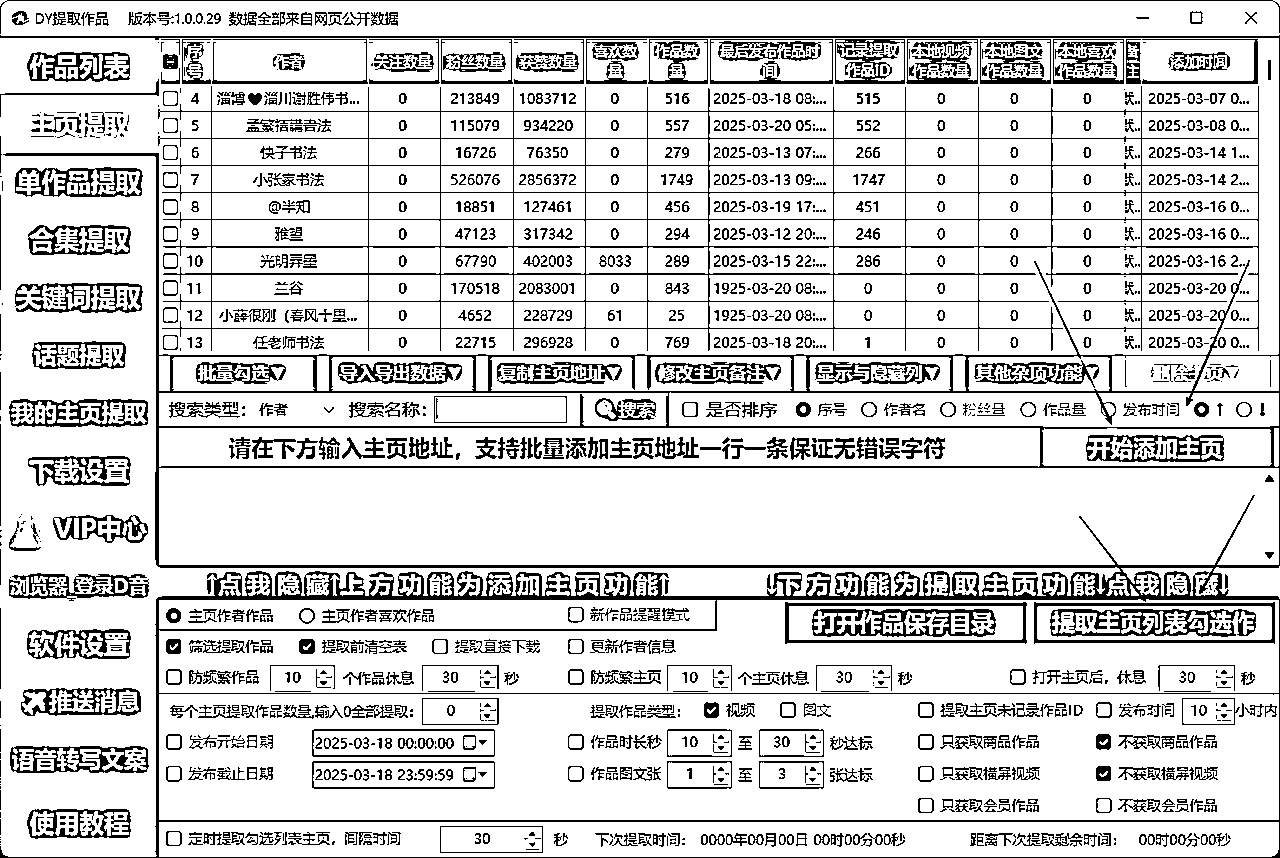 DY提取作品 版本号:1.0.0.29 数据全部来自网页公开数据
作品列表
主页提取
单作品提取
合集提取
关键词提取
话题提取
我的主页提取
下载设置
VIP中心
浏览器_登录D音
软件设置
推送消息
语音转写文案
使用教程
序号 作者 关注数量 粉丝数量 获赞数量 喜欢数量 作品数量 最后发布作品时间 记录提取作品ID 本地视频作品数量 本地图文作品数量 本地喜欢作品数量 备注 添加时间
4 淄博♥淄川谢胜伟书... 0 213849 1083712 0 516 2025-03-18 08:... 515 0 0 0 状.. 2025-03-07 0...
5 0 115079 934220 0 557 2025-03-20 05:... 552 0 0 0 状.. 2025-03-08 0...
6 快子书法 0 16726 76350 0 279 2025-03-13 07:... 266 0 0 0 状.. 2025-03-14 1...
7 小张家书法 0 526076 2856372 0 1749 2025-03-13 09:... 1747 0 0 0 状.. 2025-03-14 2...
8 @半知 0 18851 127461 0 456 2025-03-19 17:... 451 0 0 0 状.. 2025-03-16 0...
9 雅望 0 47123 317342 0 294 2025-03-12 20:... 246 0 0 0 状.. 2025-03-16 0...
10 光明弄墨 0 67790 402003 8033 289 2025-03-15 22:... 286 0 0 0 状.. 2025-03-16 2...
11 兰谷 0 170518 2083001 0 843 1925-03-20 08:... 0 0 0 0 状.. 2025-03-20 0...
12 小薛很刚（春风十里... 0 4652 228729 61 25 1925-03-20 08:... 0 0 0 0 状.. 2025-03-20 0...
13 任老师书法 0 22715 296928 0 769 2025-03-18 20:... 1 0 0 0 状.. 2025-03-20 0...
批量勾选▽ 导入导出数据▽ 复制主页地址▽ 修改主页备注▽ 显示与隐藏列▽ 其他杂项功能▽ 删除主页▽
搜索类型: 作者 搜索名称: 搜索 是否排序 序号 作者名 粉丝量 作品量 发布时间 ↑ ↓
请在下方输入主页地址，支持批量添加主页地址一行一条保证无错误字符 开始添加主页
↑点我隐藏↑上方功能为添加主页功能↑ ↓下方功能为提取主页功能↓点我隐藏↓
主页作者作品 主页作者喜欢作品 新作品提醒模式 打开作品保存目录 提取主页列表勾选作
筛选提取作品 提取前清空表 提取直接下载 更新作者信息
防频繁作品 10 个作品休息 30 秒 防频繁主页 10 个主页休息 30 秒 打开主页后，休息 30 秒
每个主页提取作品数量,输入0全部提取: 0 提取作品类型: 视频 图文 提取主页未记录作品ID 发布时间 10 小时内
发布开始日期 2025-03-18 00:00:00 作品时长秒 10 至 30 秒达标 只获取商品作品 不获取商品作品
发布截止日期 2025-03-18 23:59:59 作品图文张 1 至 3 张达标 只获取横屏视频 不获取横屏视频
只获取会员作品 不获取会员作品
定时提取勾选列表主页，间隔时间 30 秒 下次提取时间: 0000年00月00日 00时00分00秒 距离下次提取剩余时间: 00时00分00秒